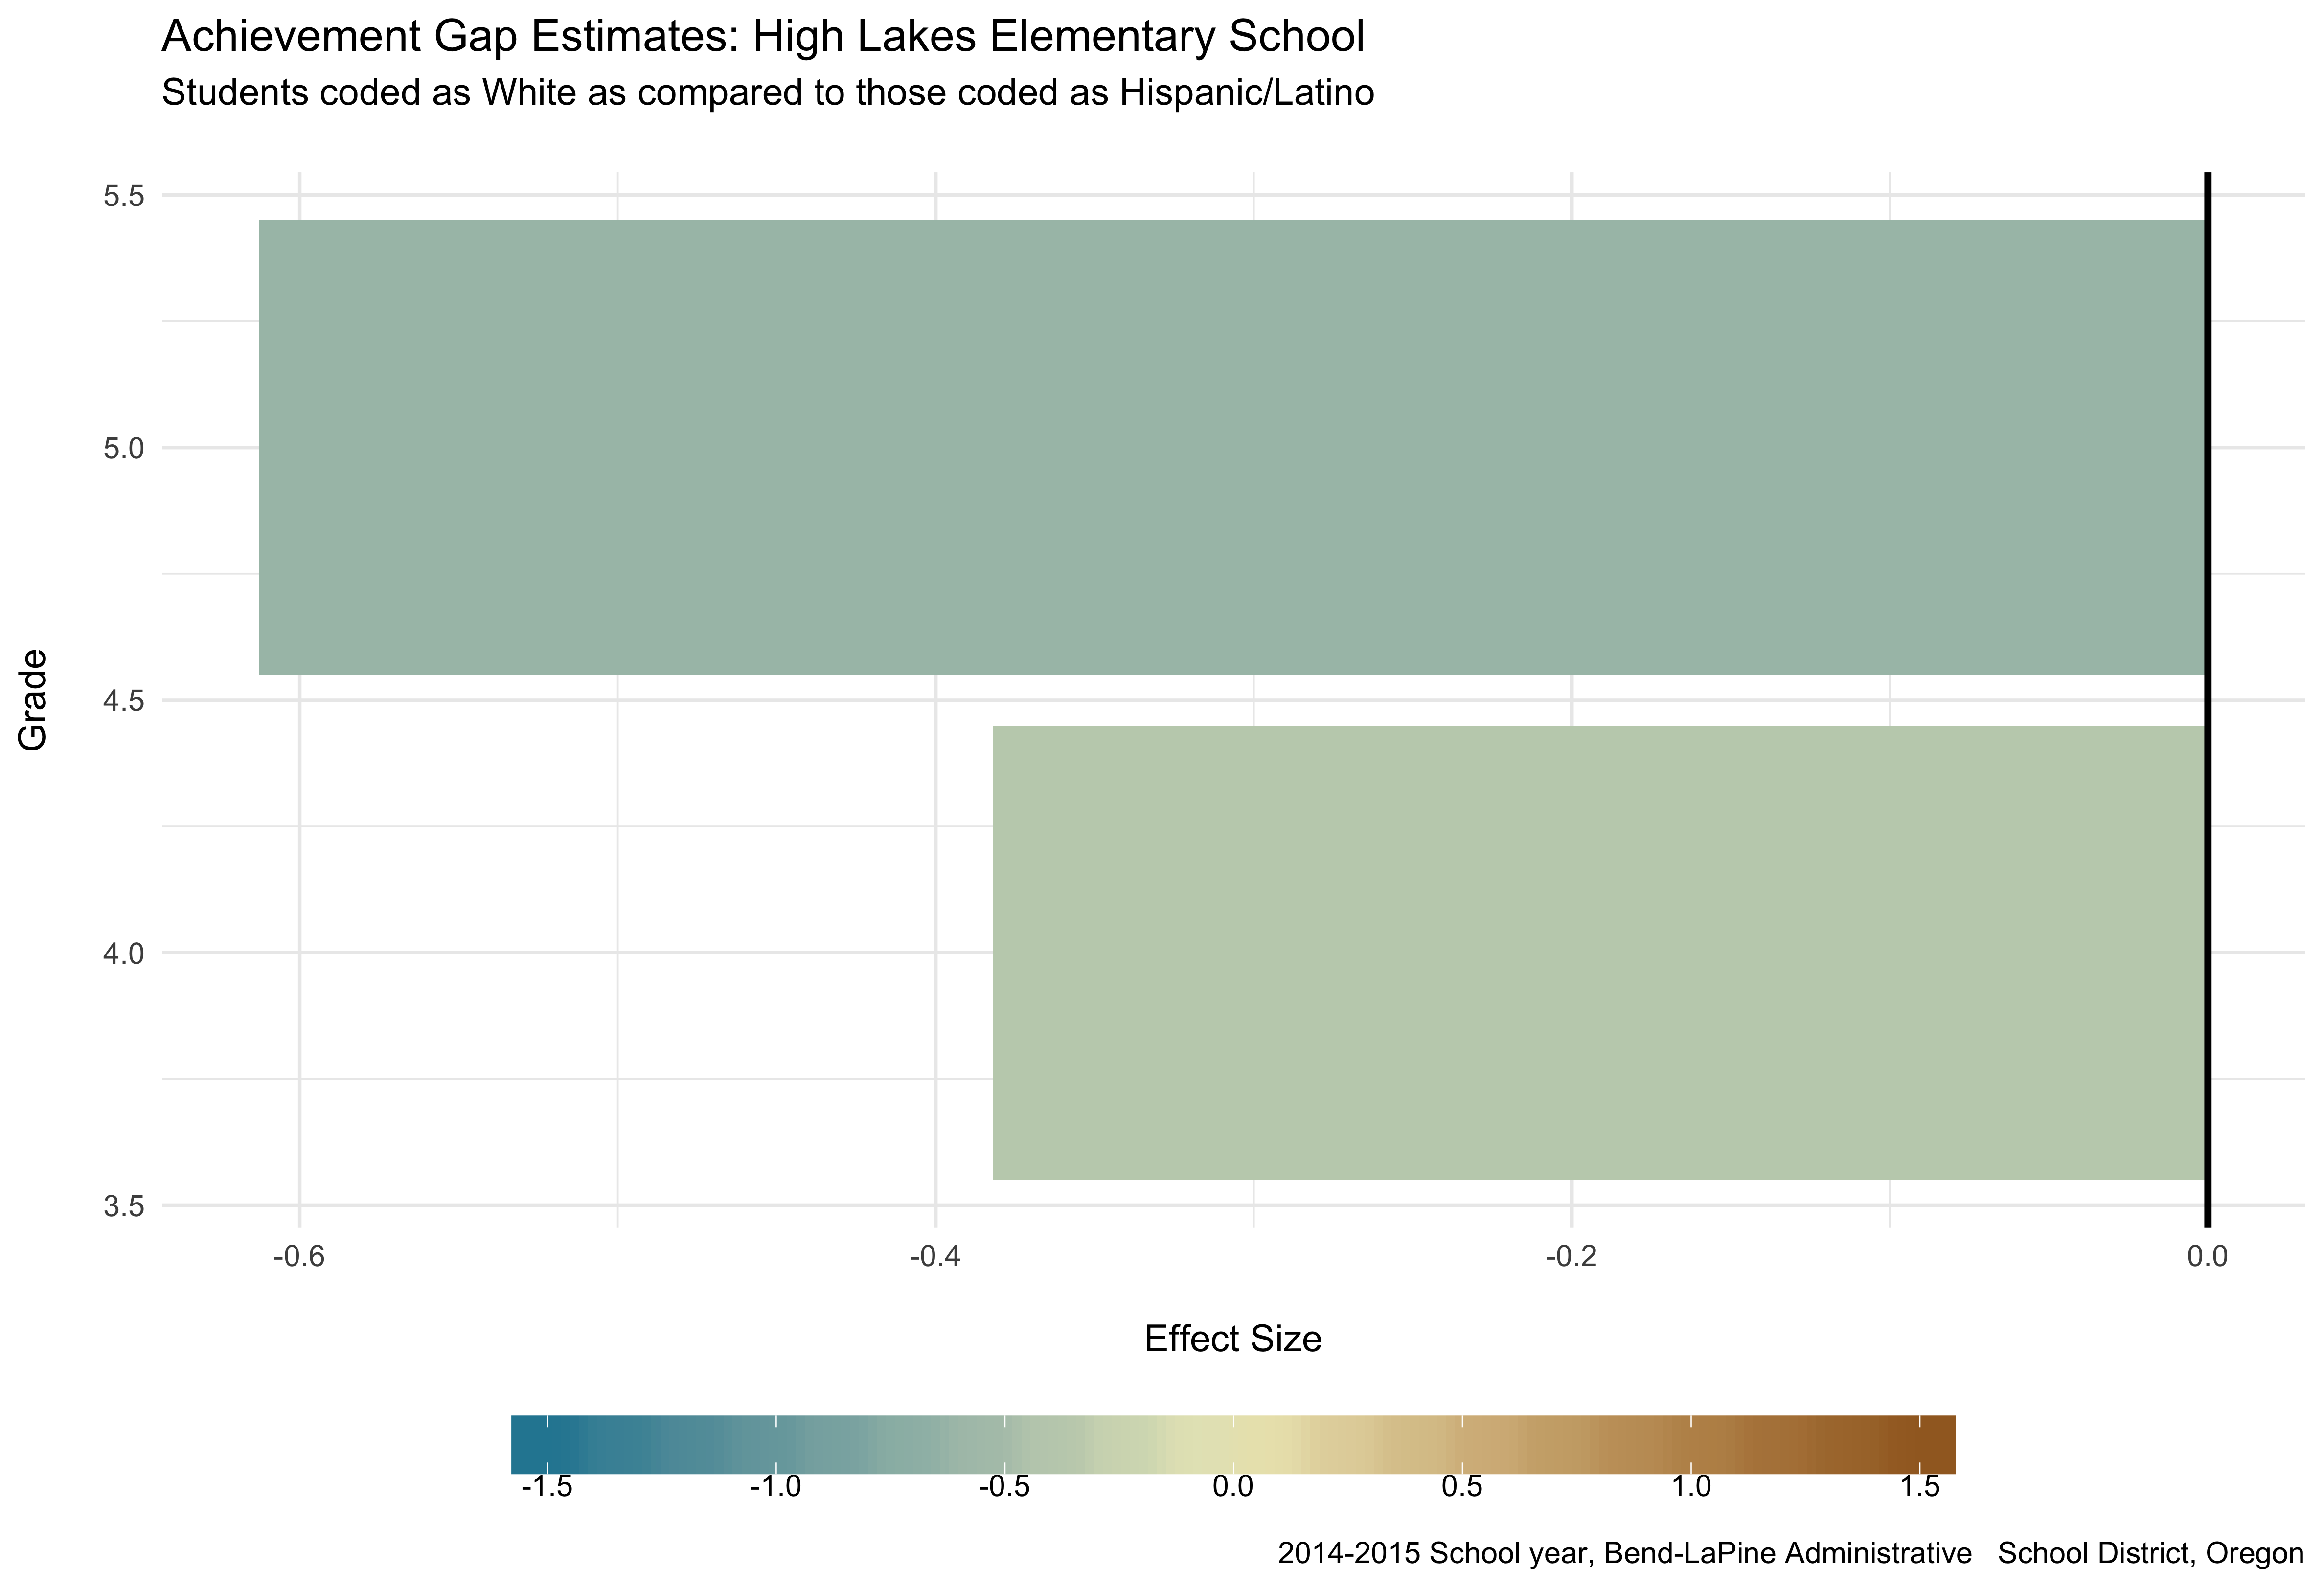 Achievement Gap Estimates: High Lakes Elementary School
Students coded as White as compared to those coded as Hispanic/Latino
5.5
5.0
4.5
4.0
3.5
Grade
-0.6 -0.4 -0.2 0.0
Effect Size
-1.5 -1.0 -0.5 0.0 0.5 1.0 1.5
2014-2015 School year, Bend-LaPine Administrative   School District, Oregon